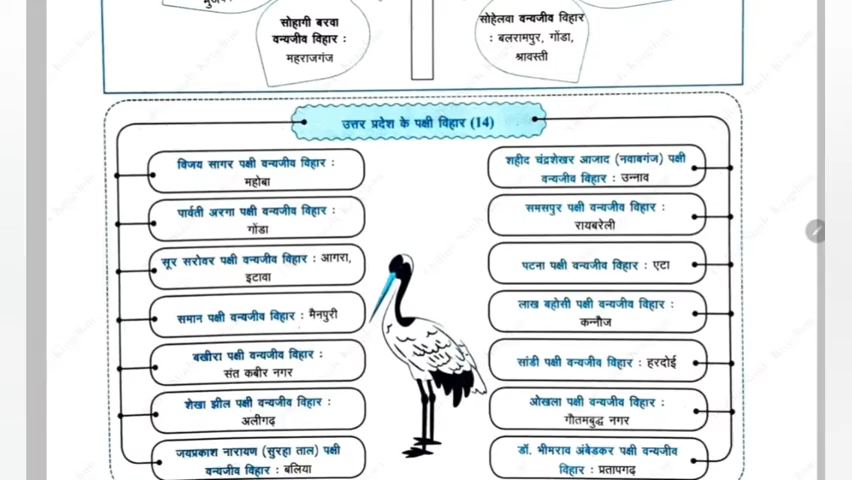 सोहागी बरवा
वन्यजीव विहार :
महराजगंज
सोहेलवा वन्यजीव विहार
: बलरामपुर, गोंडा,
श्रावस्ती
उत्तर प्रदेश के पक्षी विहार (14)
विजय सागर पक्षी वन्यजीव विहार :
महोबा
पार्वती अरगा पक्षी वन्यजीव विहार :
गोंडा
सूर सरोवर पक्षी वन्यजीव विहार : आगरा,
इटावा
समान पक्षी वन्यजीव विहार : मैनपुरी
बखीरा पक्षी वन्यजीव विहार :
संत कबीर नगर
शेखा झील पक्षी वन्यजीव विहार :
अलीगढ़
जयप्रकाश नारायण (सुरहा ताल) पक्षी
वन्यजीव विहार : बलिया
शहीद चंद्रशेखर आजाद (नवाबगंज) पक्षी
वन्यजीव विहार : उन्नाव
समसपुर पक्षी वन्यजीव विहार :
रायबरेली
पटना पक्षी वन्यजीव विहार : एटा
लाख बहोसी पक्षी वन्यजीव विहार :
कन्नौज
सांडी पक्षी वन्यजीव विहार : हरदोई
ओखला पक्षी वन्यजीव विहार :
गौतमबुद्ध नगर
डॉ. भीमराव अंबेडकर पक्षी वन्यजीव
विहार : प्रतापगढ़